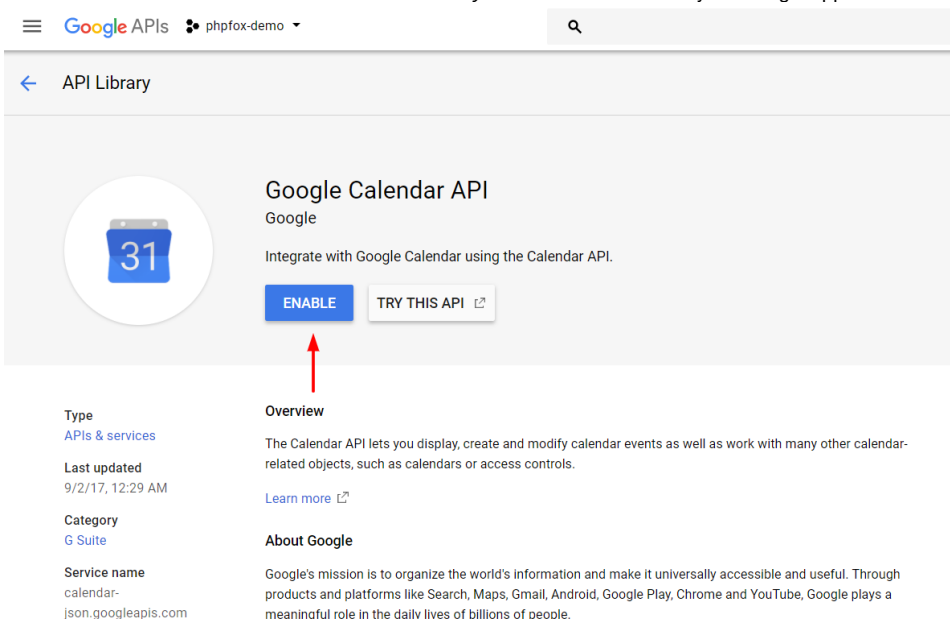 Google APIs phpfox-demo
API Library
31
Google Calendar API
Google
Integrate with Google Calendar using the Calendar API.
ENABLE TRY THIS API
Type
APIs & services
Last updated
9/2/17, 12:29 AM
Category
G Suite
Service name
calendar-
json.googleapis.com
Overview
The Calendar API lets you display, create and modify calendar events as well as work with many other calendar-
related objects, such as calendars or access controls.
Learn more
About Google
Google's mission is to organize the world's information and make it universally accessible and useful. Through
products and platforms like Search, Maps, Gmail, Android, Google Play, Chrome and YouTube, Google plays a
meaningful role in the daily lives of billions of people.